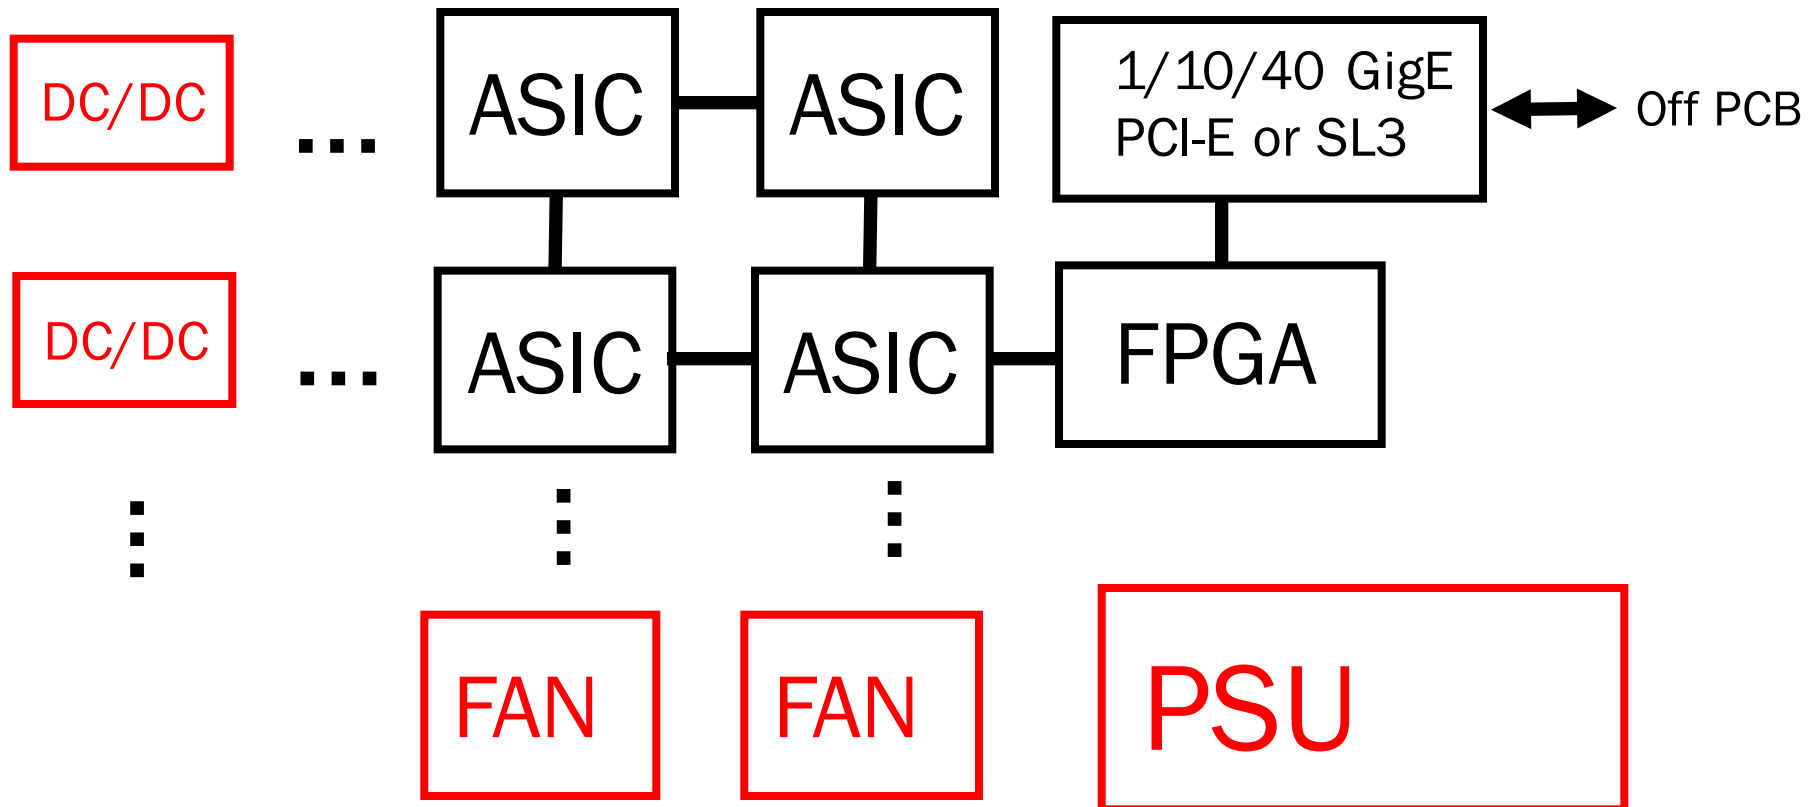 DC/DC
ASIC
ASIC
1/10/40 GigE
PCI-E or SL3
Off PCB
DC/DC
ASIC
ASIC
FPGA
FAN
FAN
PSU